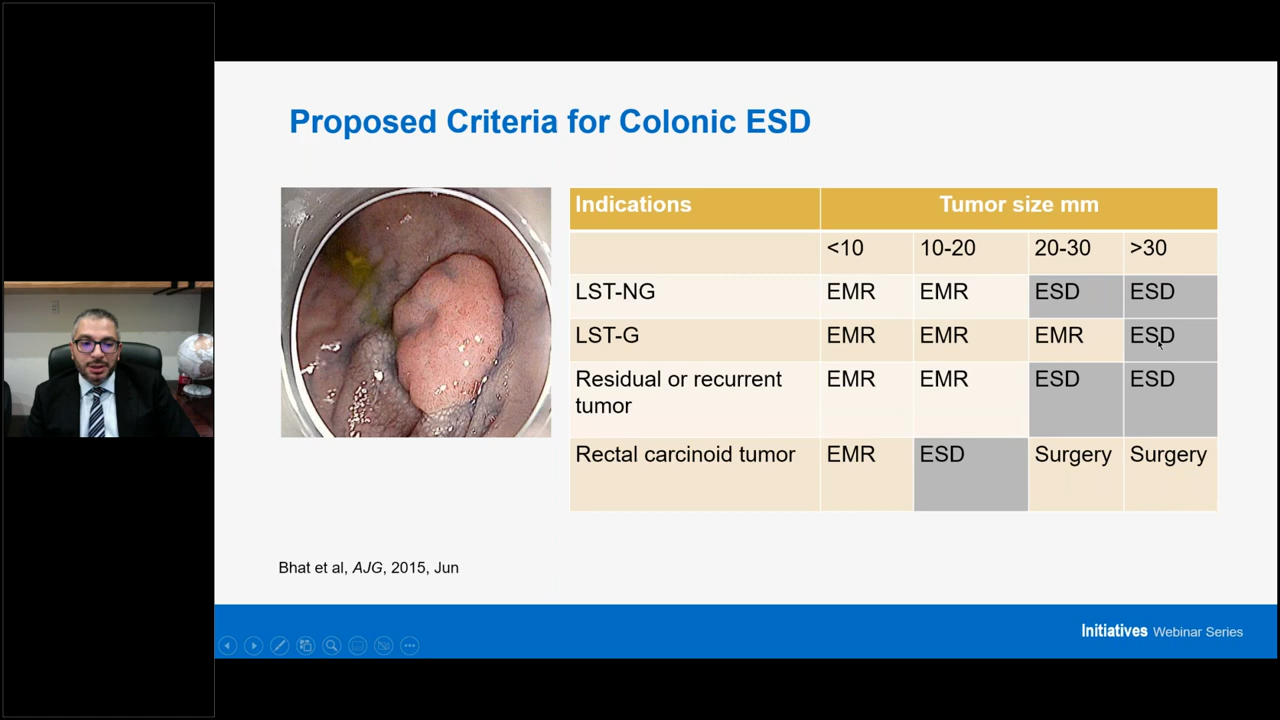 Proposed Criteria for Colonic ESD
Indications Tumor size mm
<10 10-20 20-30 >30
LST-NG EMR EMR ESD ESD
LST-G EMR EMR EMR ESD
Residual or recurrent EMR EMR ESD ESD
tumor
Rectal carcinoid tumor EMR ESD Surgery Surgery
Bhat et al, AJG, 2015, Jun
Initiatives Webinar Series